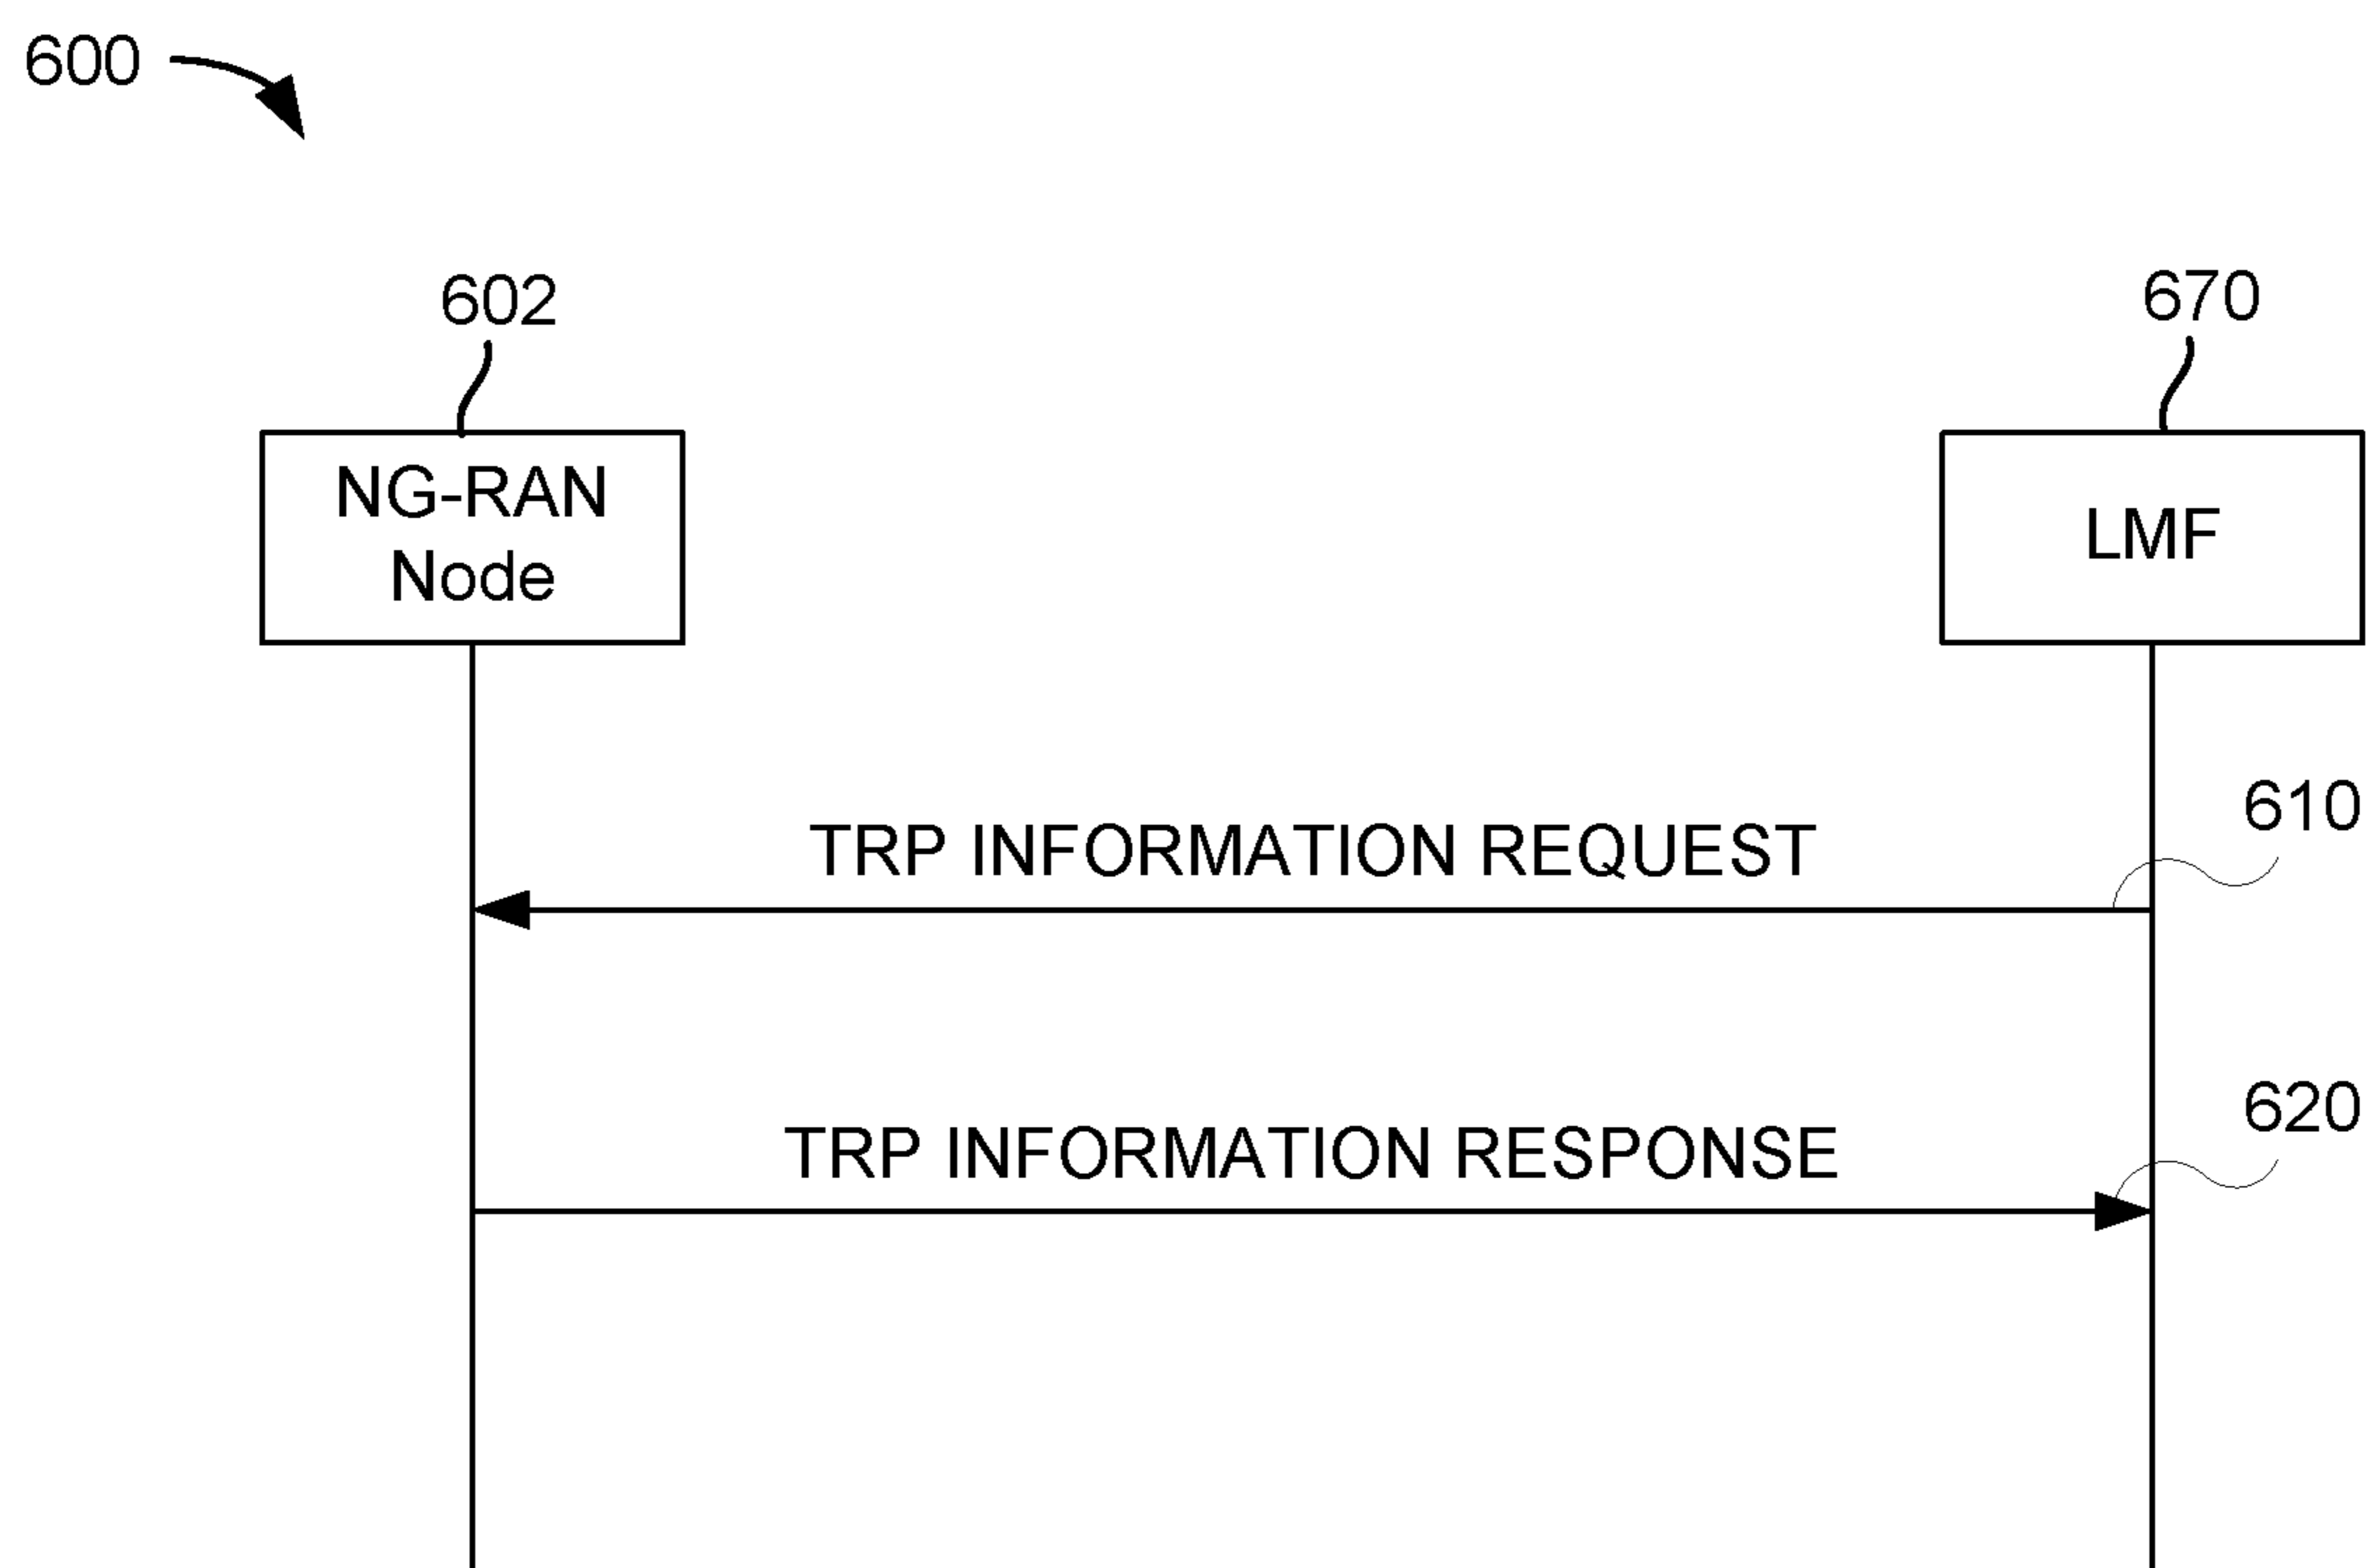 600
602
670
NG-RAN
Node
LMF
610
TRP INFORMATION REQUEST
620
TRP INFORMATION RESPONSE